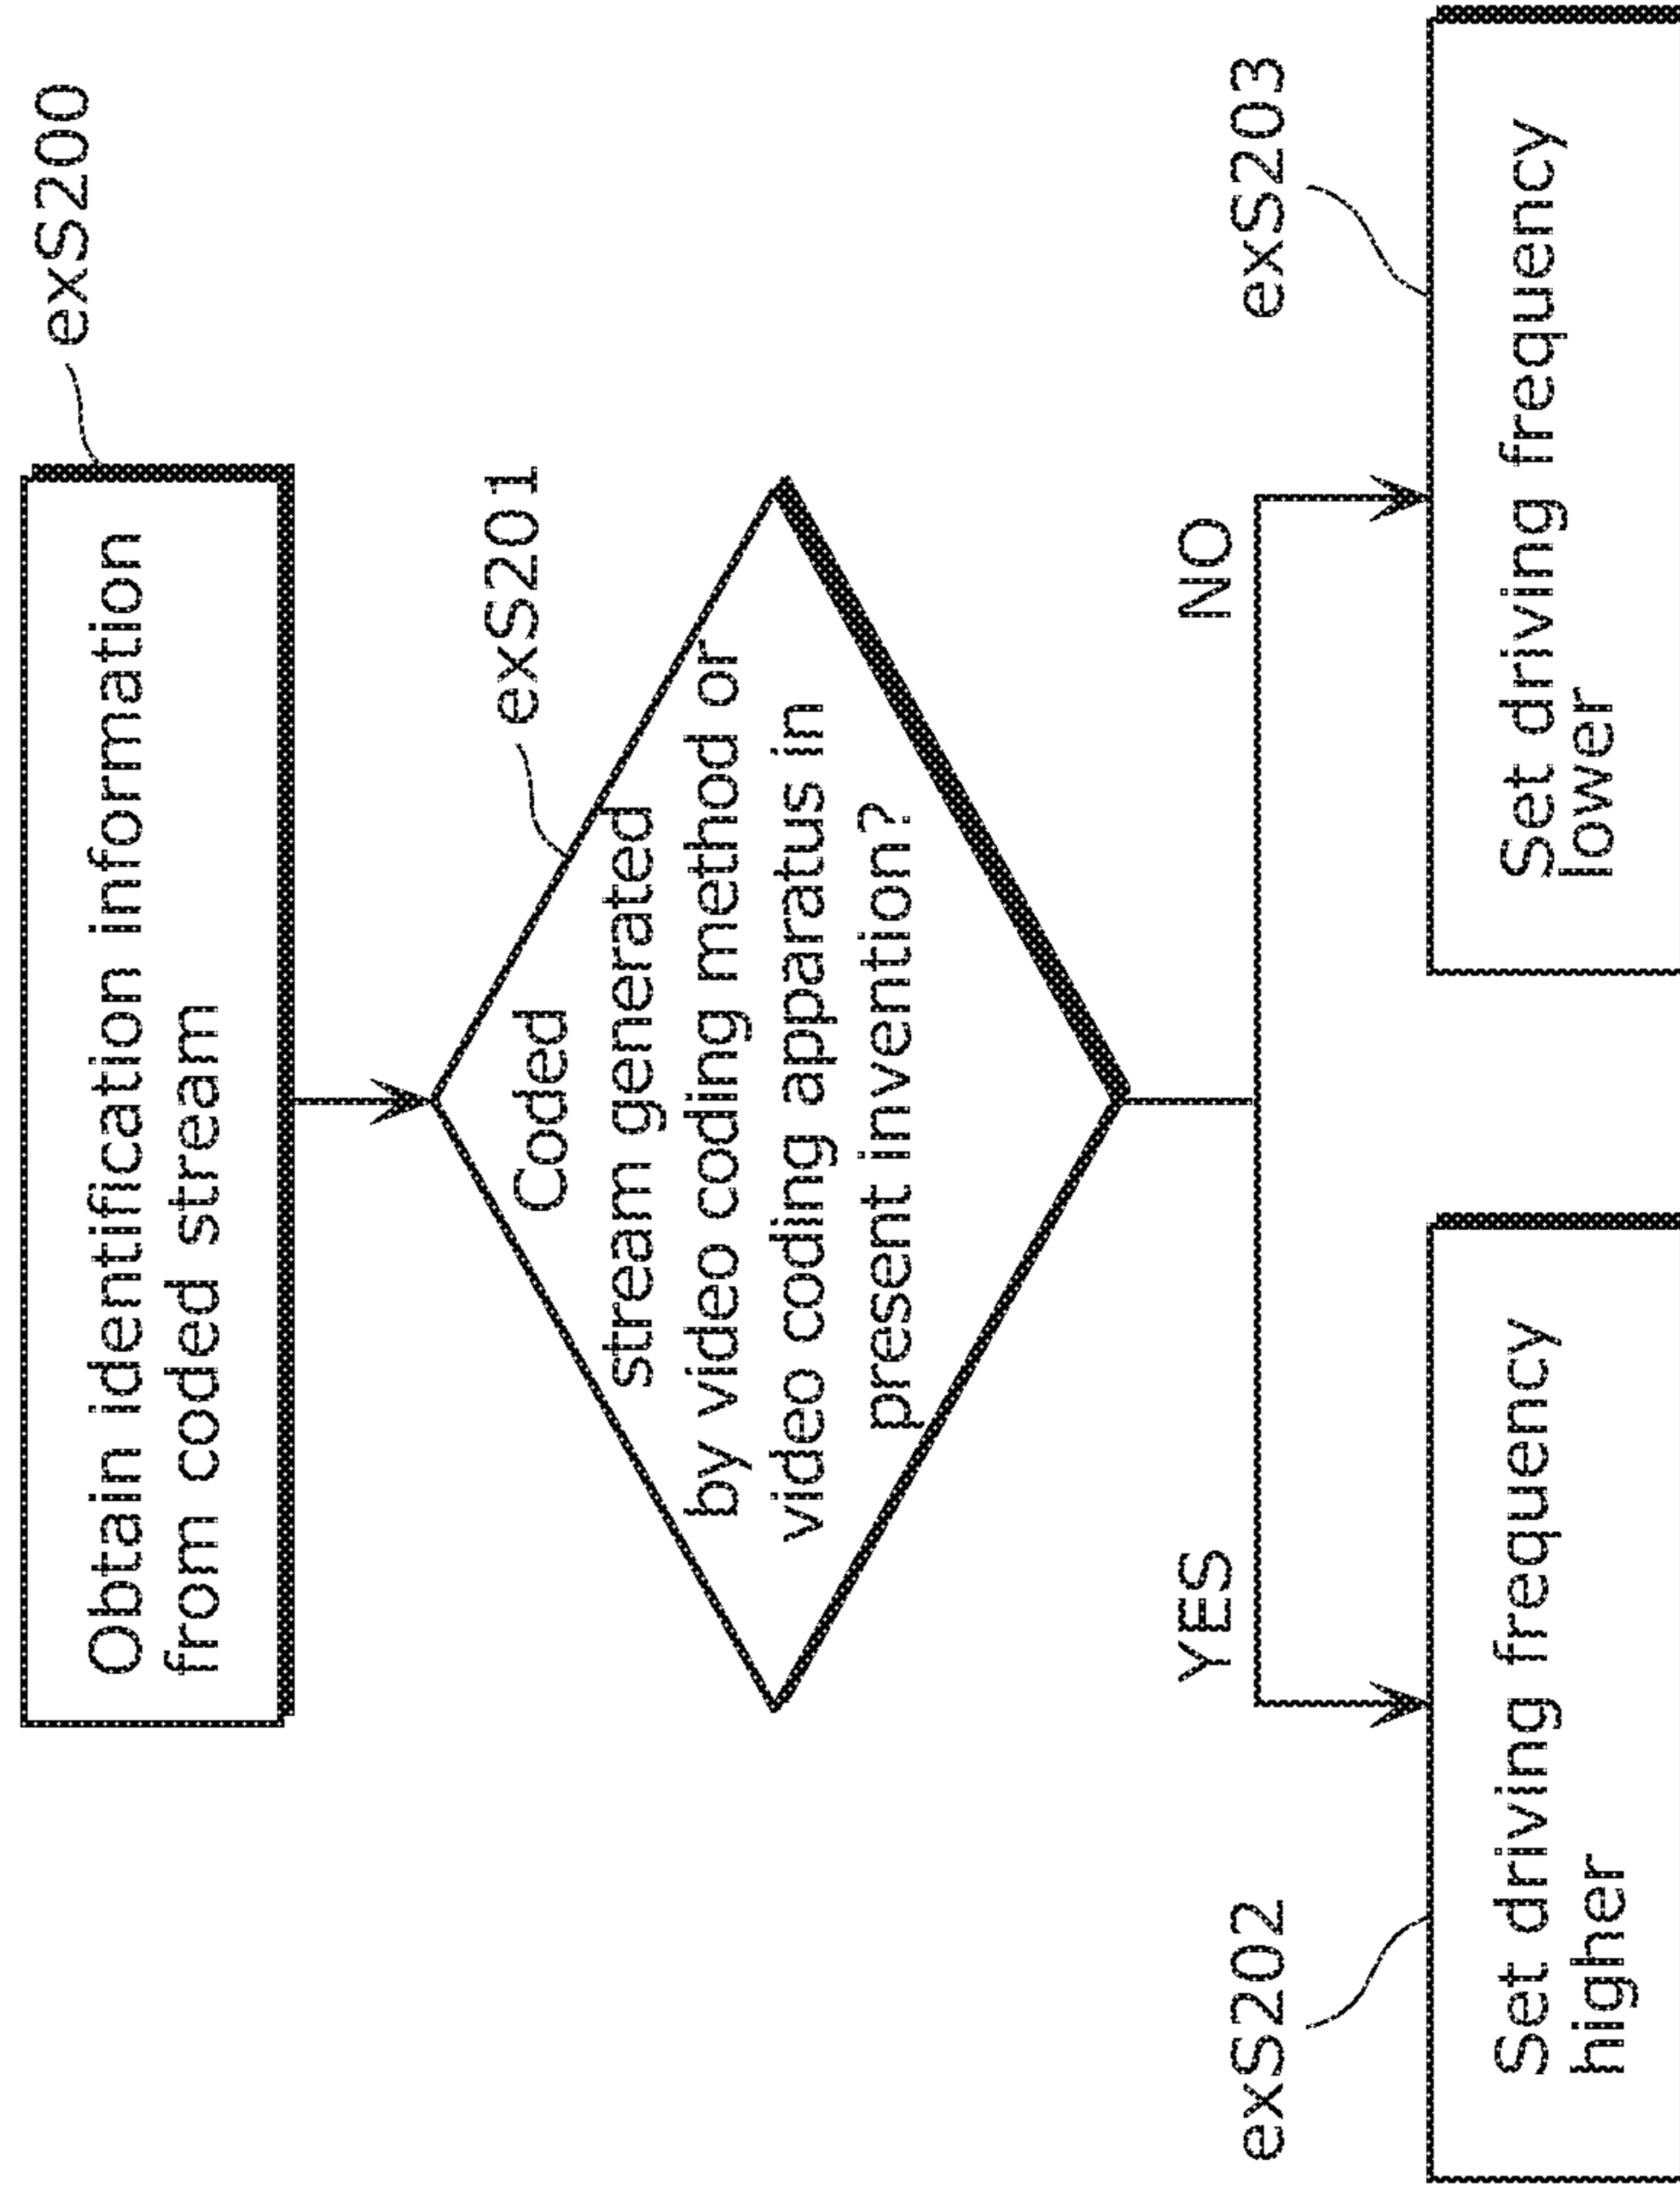 exS200
Obtain identification information
from coded stream
exS201
Coded
stream generated
by video coding method or
video coding apparatus in
present invention?
YES
NO
exS202
exS203
Set driving frequency
higher
Set driving frequency
lower